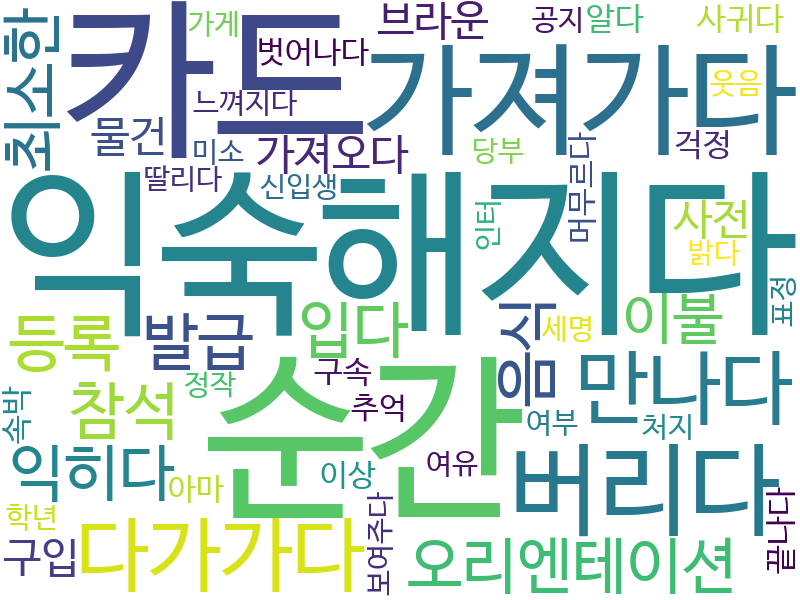 가게
브라운
공지
알다
사귀다
최소한
카드
벗어나다
가져가다
웃음
느껴지다
물건
미소
가져오다
당부
걱정
딸리다
신입생
머무르다
익숙해지다
인터
사전
밝다
표정
등록
발급
입다
음식
세명
이불
순간
구속
만나다
정작
참석
추억
속박
여부
처지
익히다
아마
이상
여유
버리다
학년
구입
다가가다
보여주다
오리엔테이션
끝나다